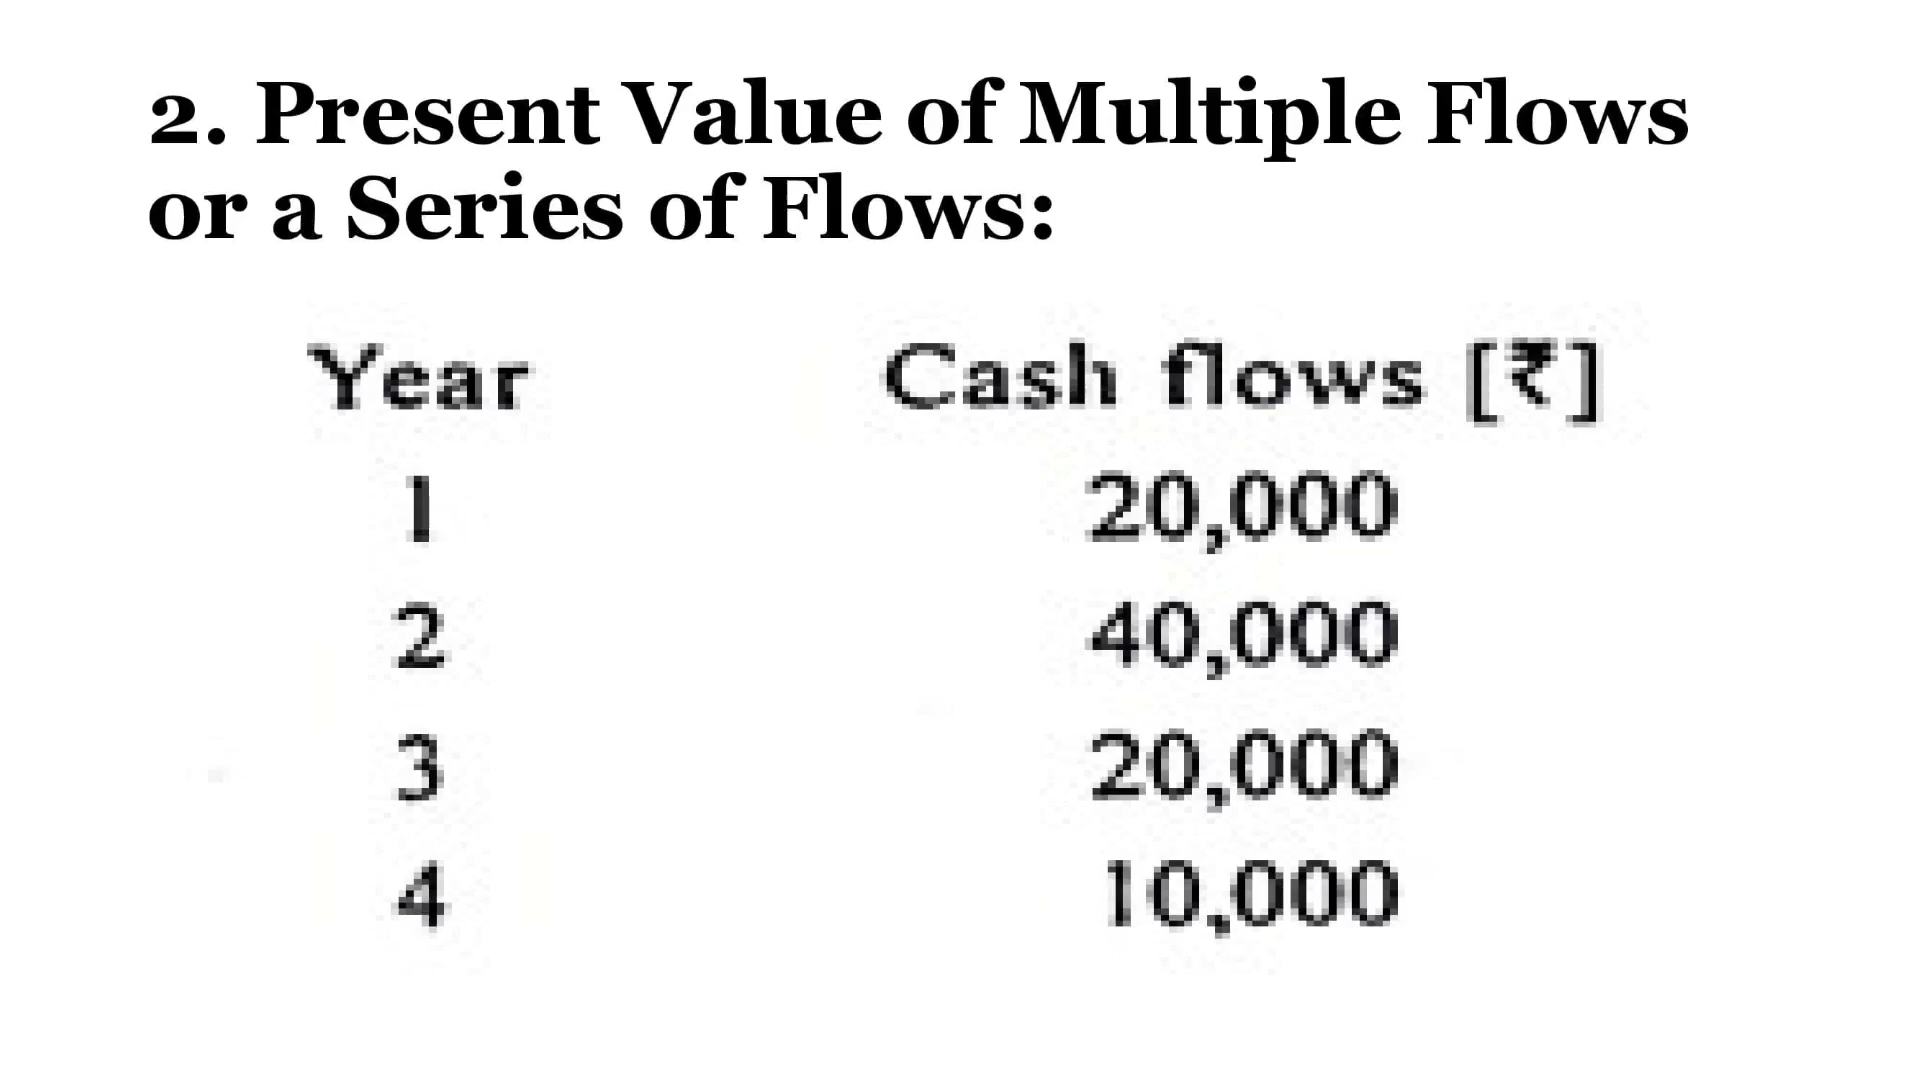 2. Present Value of Multiple Flows
or a Series of Flows:
Year Cash flows [₹]
1 20,000
2 40,000
3 20,000
4 10,000